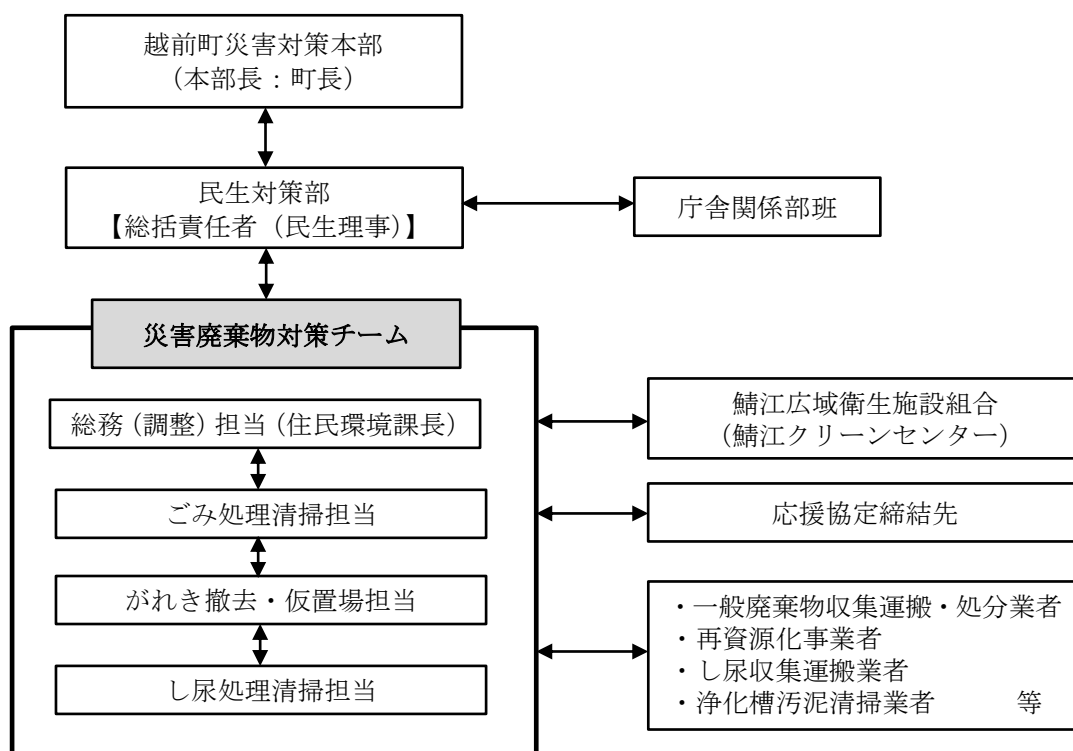 越前町災害対策本部
（本部長：町長）
民生対策部
【総括責任者（民生理事）】
庁舎関係部班
災害廃棄物対策チーム
総務（調整）担当（住民環境課長）
ごみ処理清掃担当
がれき撤去・仮置場担当
し尿処理清掃担当
鯖江広域衛生施設組合
（鯖江クリーンセンター）
応援協定締結先
・一般廃棄物収集運搬・処分業者
・再資源化事業者
・し尿収集運搬業者
・浄化槽汚泥清掃業者　　　等